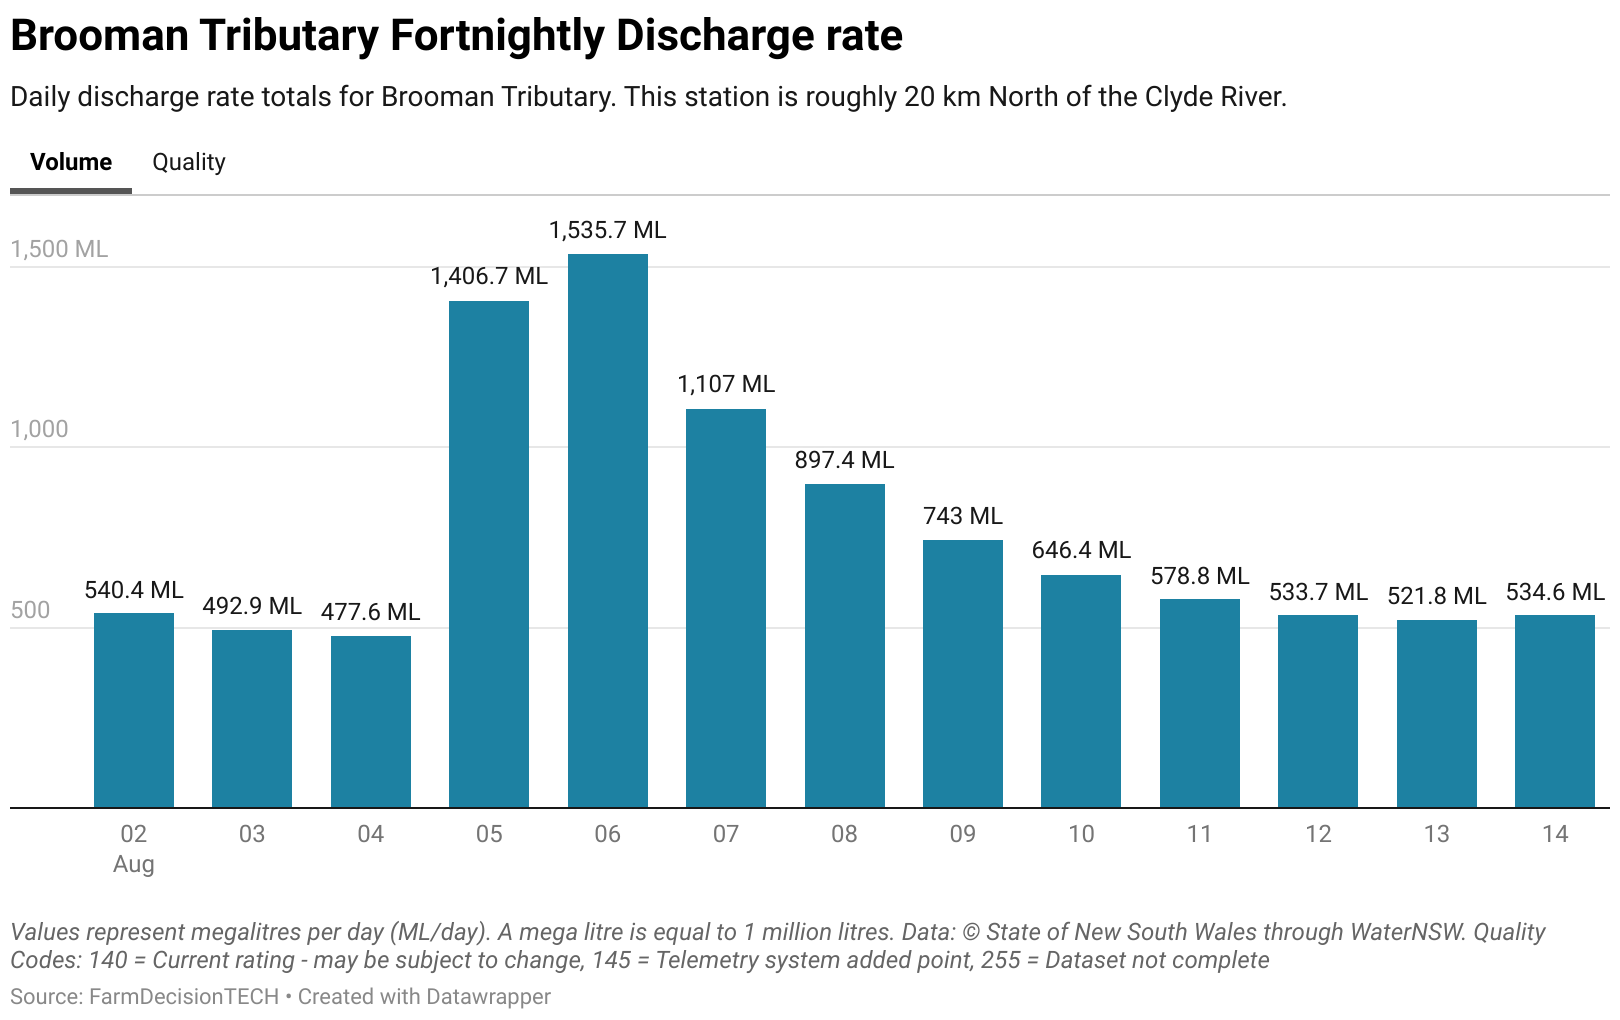 Brooman Tributary Fortnightly Discharge rate
Daily discharge rate totals for Brooman Tributary. This station is roughly 20 km North of the Clyde River.
Volume Quality
1,500 ML
1,000
500
540.4 ML
492.9 ML
477.6 ML
1,406.7 ML
1,535.7 ML
1,107 ML
897.4 ML
743 ML
646.4 ML
578.8 ML
533.7 ML
521.8 ML
534.6 ML
02 03 04 05 06 07 08 09 10 11 12 13 14
Aug
Values represent megalitres per day (ML/day). A mega litre is equal to 1 million litres. Data: © State of New South Wales through WaterNSW. Quality
Codes: 140 = Current rating - may be subject to change, 145 = Telemetry system added point, 255 = Dataset not complete
Source: FarmDecisionTECH • Created with Datawrapper